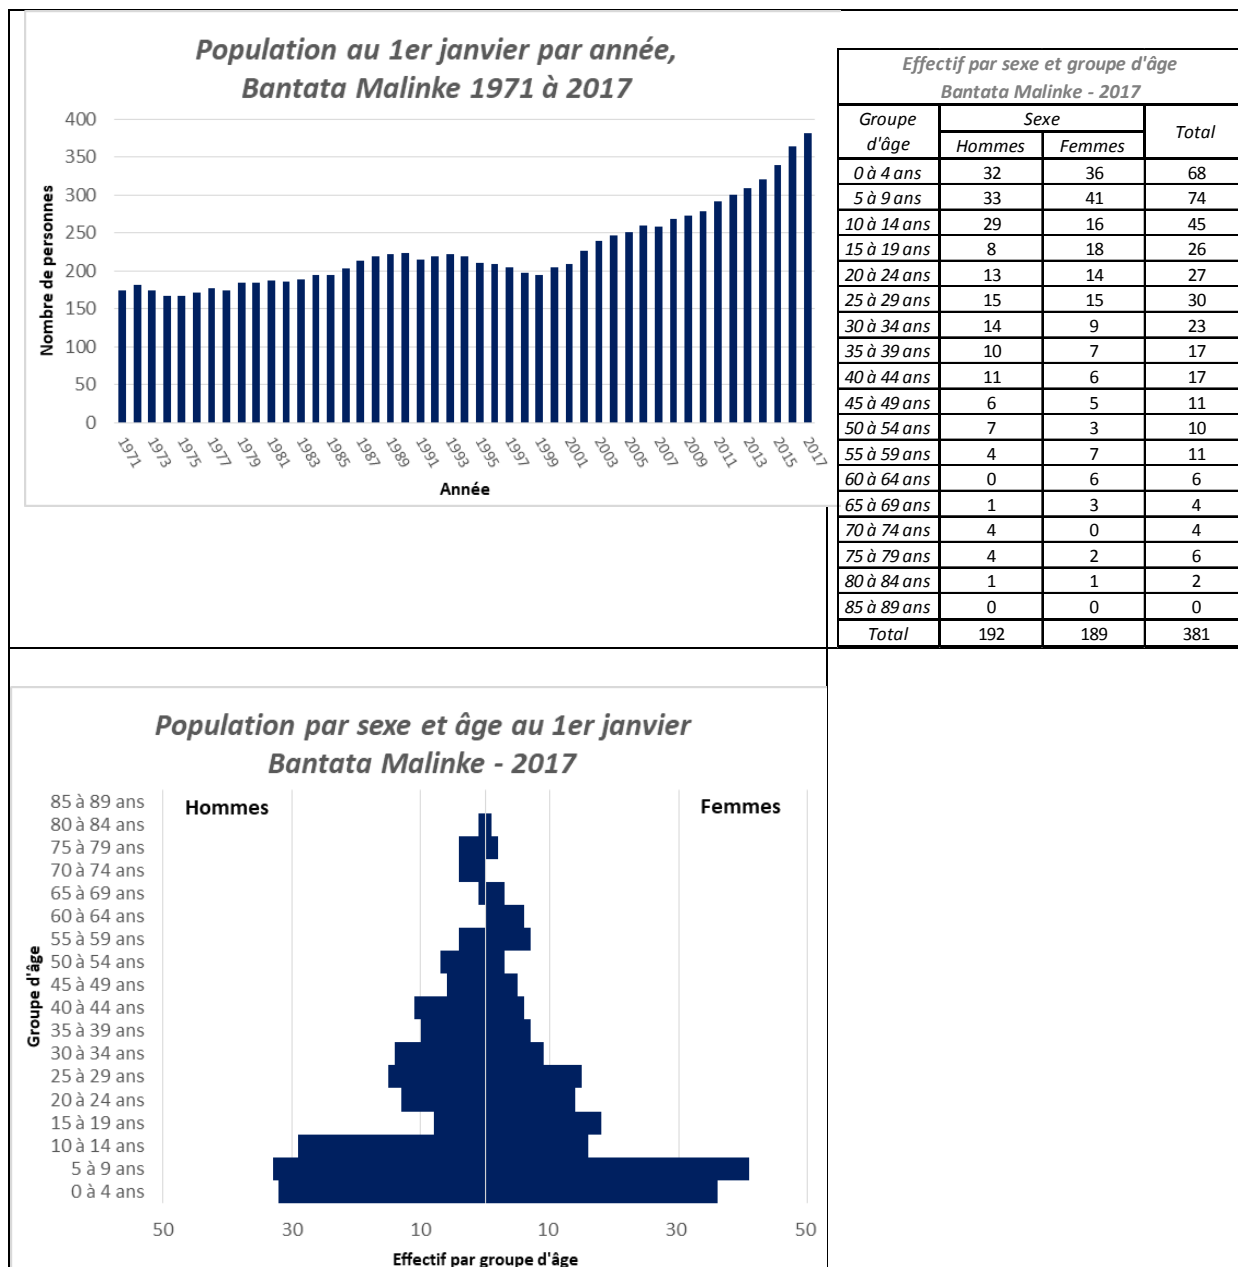 Population au 1er janvier par année,
Bantata Malinke 1971 à 2017
Nombre de personnes
400
350
300
250
200
150
100
50
0
1971 1973 1975 1977 1979 1981 1983 1985 1987 1989 1991 1993 1995 1997 1999 2001 2003 2005 2007 2009 2011 2013 2015 2017
Année
Effectif par sexe et groupe d'âge
Bantata Malinke - 2017
Groupe d'âge Sexe Total
Hommes Femmes
0 à 4 ans 32 36 68
5 à 9 ans 33 41 74
10 à 14 ans 29 16 45
15 à 19 ans 8 18 26
20 à 24 ans 13 14 27
25 à 29 ans 15 15 30
30 à 34 ans 14 9 23
35 à 39 ans 10 7 17
40 à 44 ans 11 6 17
45 à 49 ans 6 5 11
50 à 54 ans 7 3 10
55 à 59 ans 4 7 11
60 à 64 ans 0 6 6
65 à 69 ans 1 3 4
70 à 74 ans 4 0 4
75 à 79 ans 4 2 6
80 à 84 ans 1 1 2
85 à 89 ans 0 0 0
Total 192 189 381
Population par sexe et âge au 1er janvier
Bantata Malinke - 2017
Hommes Femmes
Groupe d'âge
85 à 89 ans
80 à 84 ans
75 à 79 ans
70 à 74 ans
65 à 69 ans
60 à 64 ans
55 à 59 ans
50 à 54 ans
45 à 49 ans
40 à 44 ans
35 à 39 ans
30 à 34 ans
25 à 29 ans
20 à 24 ans
15 à 19 ans
10 à 14 ans
5 à 9 ans
0 à 4 ans
50 30 10 10 30 50
Effectif par groupe d'âge